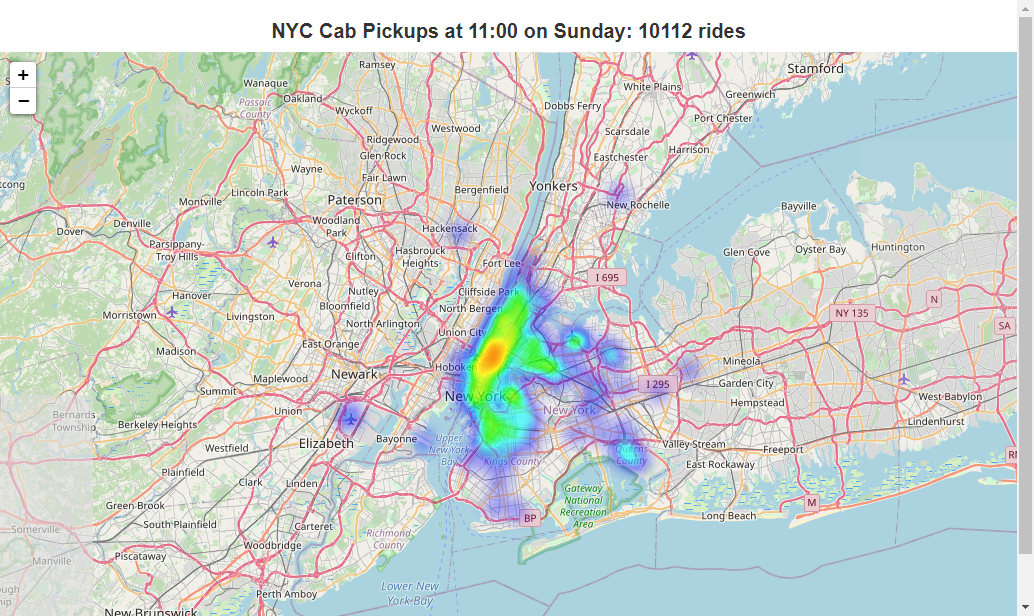 NYC Cab Pickups at 11:00 on Sunday: 10112 rides
+
−
Ramsey
Stamford
Wanaque
White Plains
Greenwich
Oakland
Passaic
County
Wyckoff
Dobbs Ferry
Port Chester
Westwood
Scarsdale
Ridgewood
Glen Rock
Harrison
Eastchester
Wayne
Fair Lawn
Lincoln Park
Bergenfield
Yonkers
Montville
Paterson
New Rochelle
Bayville
Denville
Woodland
Park
Hackensack
Dover
Parsippany-
Troy Hills
Clifton
Hasbrouck
Heights
Fort Lee
Glen Cove
Oyster Bay
Huntington
I 695
Verona
Nutley
Cliffside Park
Hanover
Bloomfield
North Bergen
N
Morristown
Livingston
North Arlington
NY 135
Union City
SA
East Orange
Madison
Hoboken
Mineola
Newark
Maplewood
I 295
Garden City
Summit
New York
West Babylon
Hempstead
Union
New York
Bernards
Township
Berkeley Heights
Lindenhurst
Elizabeth
Bayonne
Upper
New York
Bay
Valley Stream
Freeport
Westfield
Queens
County
Kings County
East Rockaway
Plainfield
Clark
Linden
Gateway
National
Recreation
Area
M
Green Brook
Long Beach
BP
South Plainfield
Carteret
Somerville
Richmond
County
Woodbridge
Piscataway
Manville
Lower New
York Bay
Perth Amboy
New Brunswick